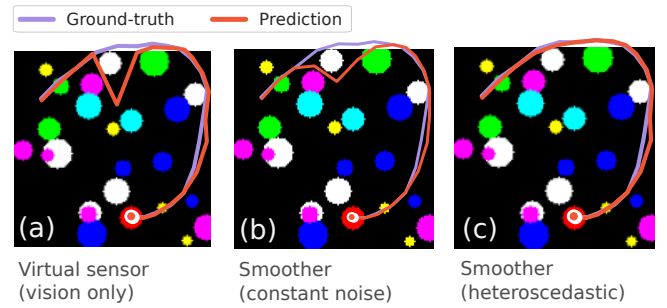 Ground-truth Prediction
(a) (b) (c)
Virtual sensor
(vision only)
Smoother
(constant noise)
Smoother
(heteroscedastic)